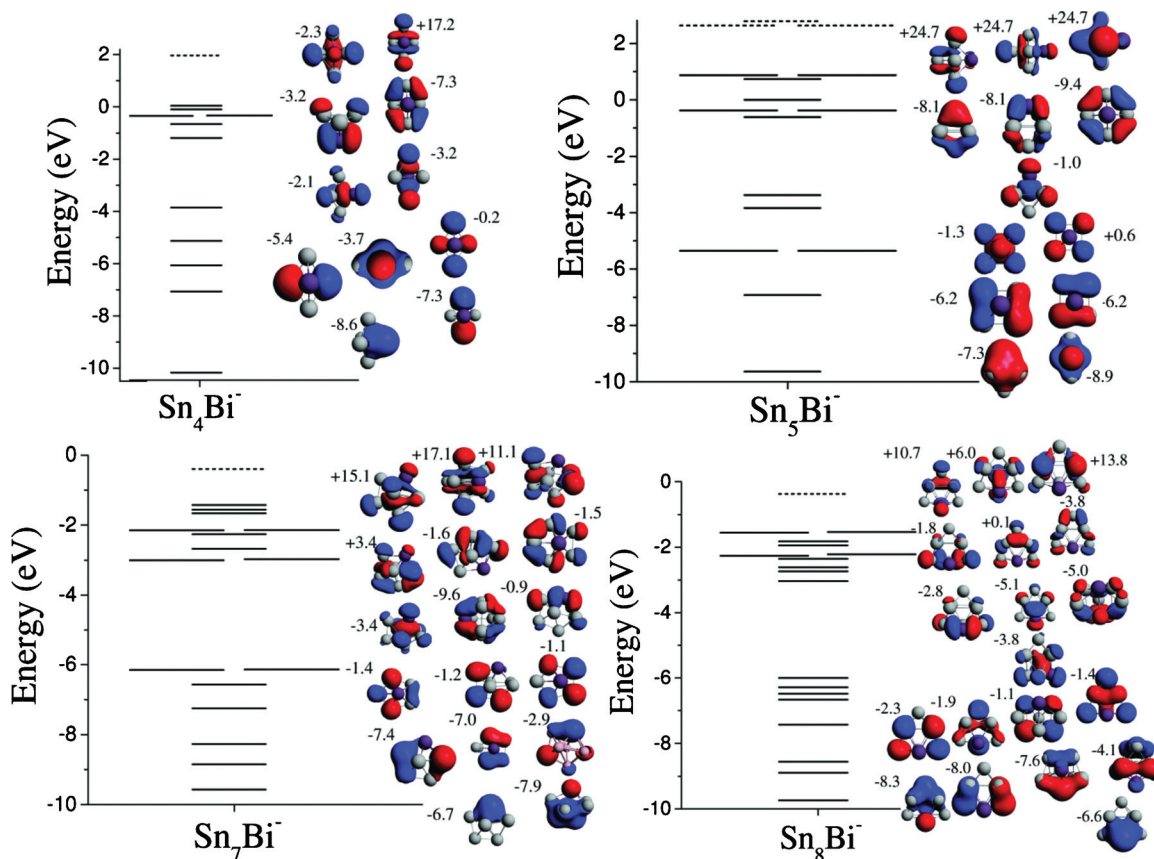 Energy (eV)
2
0
-2
-4
-6
-8
-10
-2.3 +17.2
-3.2 -7.3
-2.1 -3.2
-5.4 -3.7 -0.2
-8.6 -7.3
Sn4Bi-
Energy (eV)
2
0
-2
-4
-6
-8
-10
+24.7 +24.7 +24.7
-8.1 -8.1 -9.4
-1.0
-1.3 +0.6
-6.2 -6.2
-7.3 -8.9
Sn5Bi-
Energy (eV)
0
-2
-4
-6
-8
-10
+15.1 +17.1 +11.1
+3.4 -1.6 -1.5
-3.4 -9.6 -0.9
-1.4 -1.2 -1.1
-7.4 -7.0 -2.9
-6.7 -7.9
Sn7Bi-
Energy (eV)
0
-2
-4
-6
-8
-10
+10.7 +6.0 +13.8
-1.8 +0.1 -3.8
-2.8 -5.1 -5.0
-3.8
-2.3 -1.9 -1.1 -1.4
-8.3 -8.0 -7.6 -4.1
-6.6
Sn8Bi-